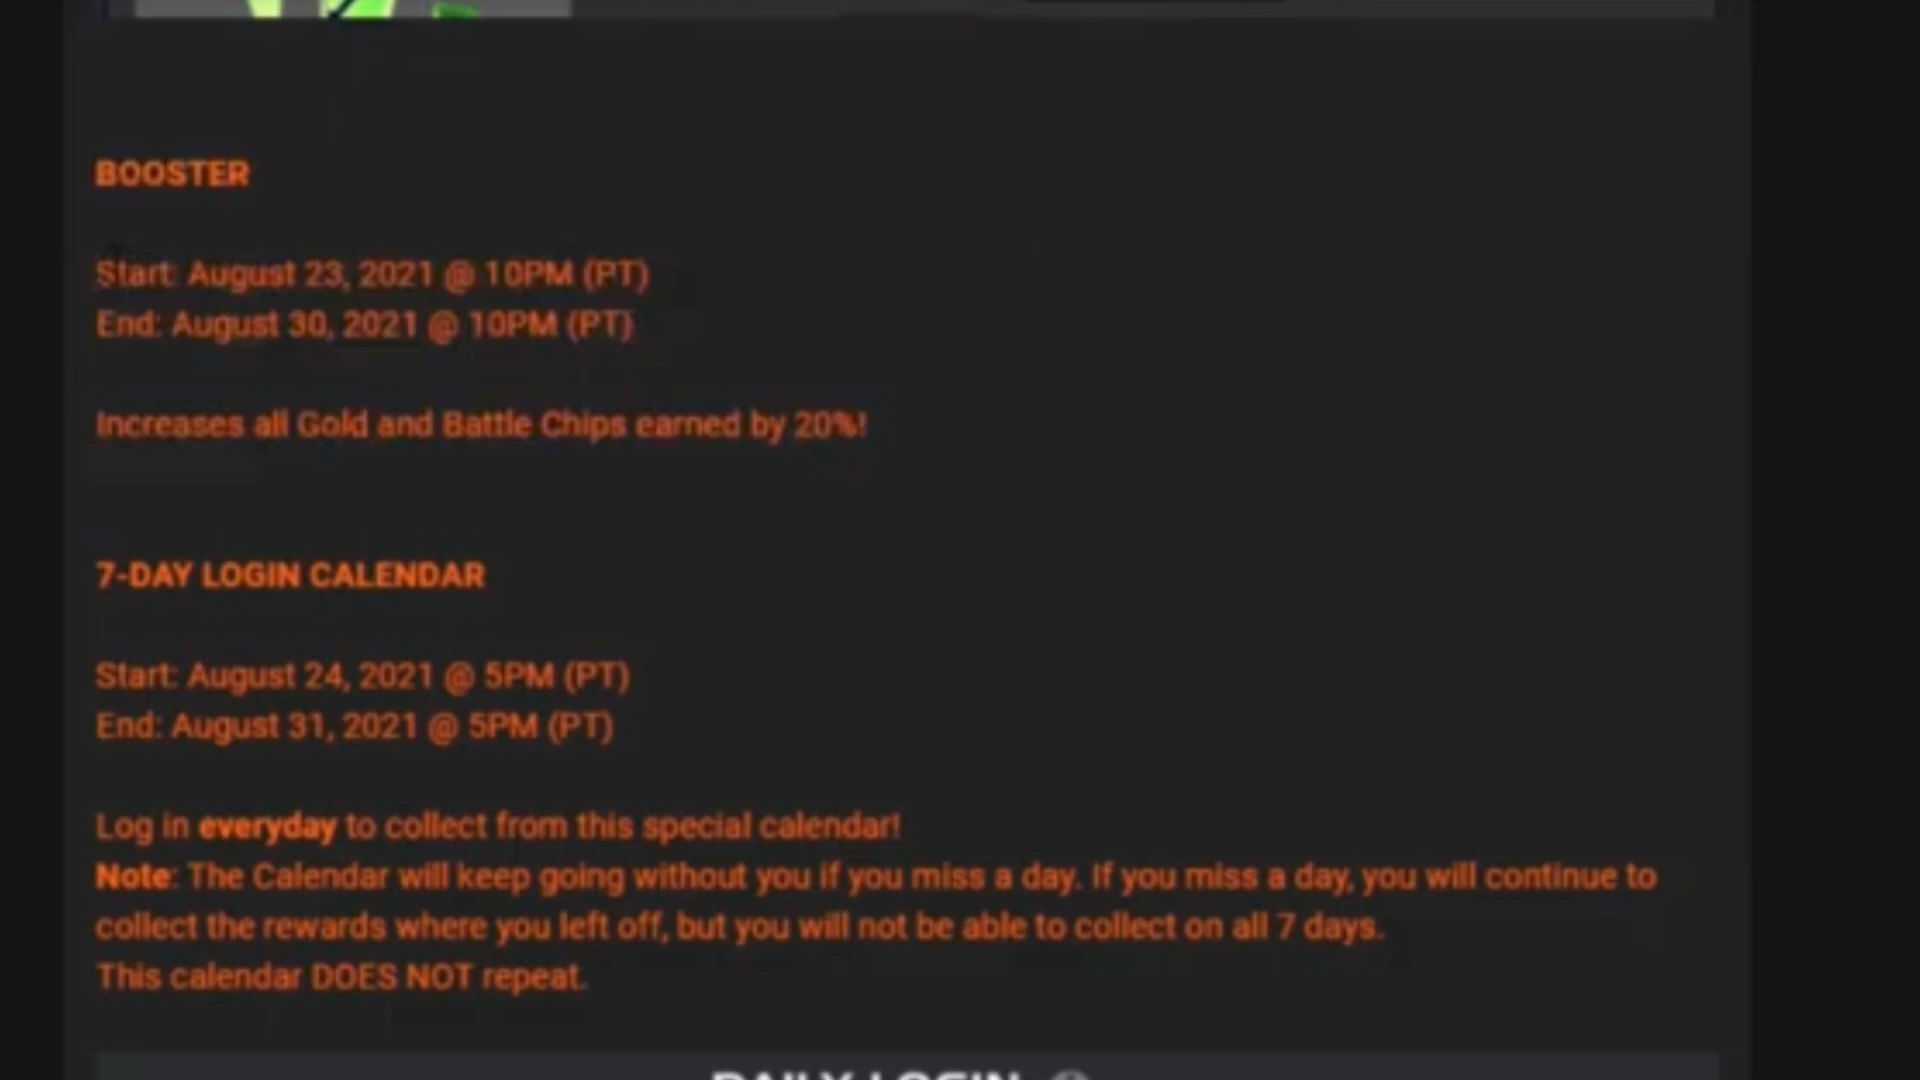 BOOSTER
Start: August 23, 2021 @ 10PM (PT)
End: August 30, 2021 @ 10PM (PT)
Increases all Gold and Battle Chips earned by 20%!
7-DAY LOGIN CALENDAR
Start: August 24, 2021 @ 5PM (PT)
End: August 31, 2021 @ 5PM (PT)
Log in everyday to collect from this special calendar!
Note: The Calendar will keep going without you if you miss a day. If you miss a day, you will continue to
collect the rewards where you left off, but you will not be able to collect on all 7 days.
This calendar DOES NOT repeat.
DAILY LOGIN